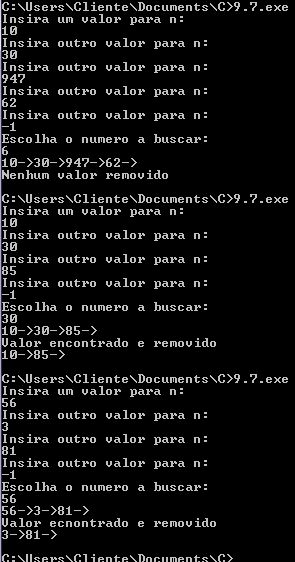 C:\Users\Cliente\Documents\C>9.7.exe
Insira um valor para n:
10
Insira outro valor para n:
30
Insira outro valor para n:
947
Insira outro valor para n:
62
Insira outro valor para n:
-1
Escolha o numero a buscar:
6
10->30->947->62->
Nenhum valor removido
C:\Users\Cliente\Documents\C>9.7.exe
Insira um valor para n:
10
Insira outro valor para n:
30
Insira outro valor para n:
85
Insira outro valor para n:
-1
Escolha o numero a buscar:
30
10->30->85->
Valor encontrado e removido
10->85->
C:\Users\Cliente\Documents\C>9.7.exe
Insira um valor para n:
56
Insira outro valor para n:
3
Insira outro valor para n:
81
Insira outro valor para n:
-1
Escolha o numero a buscar:
56
56->3->81->
Valor ecnontrado e removido
3->81->
C:\Users\Cliente\Documents\C>